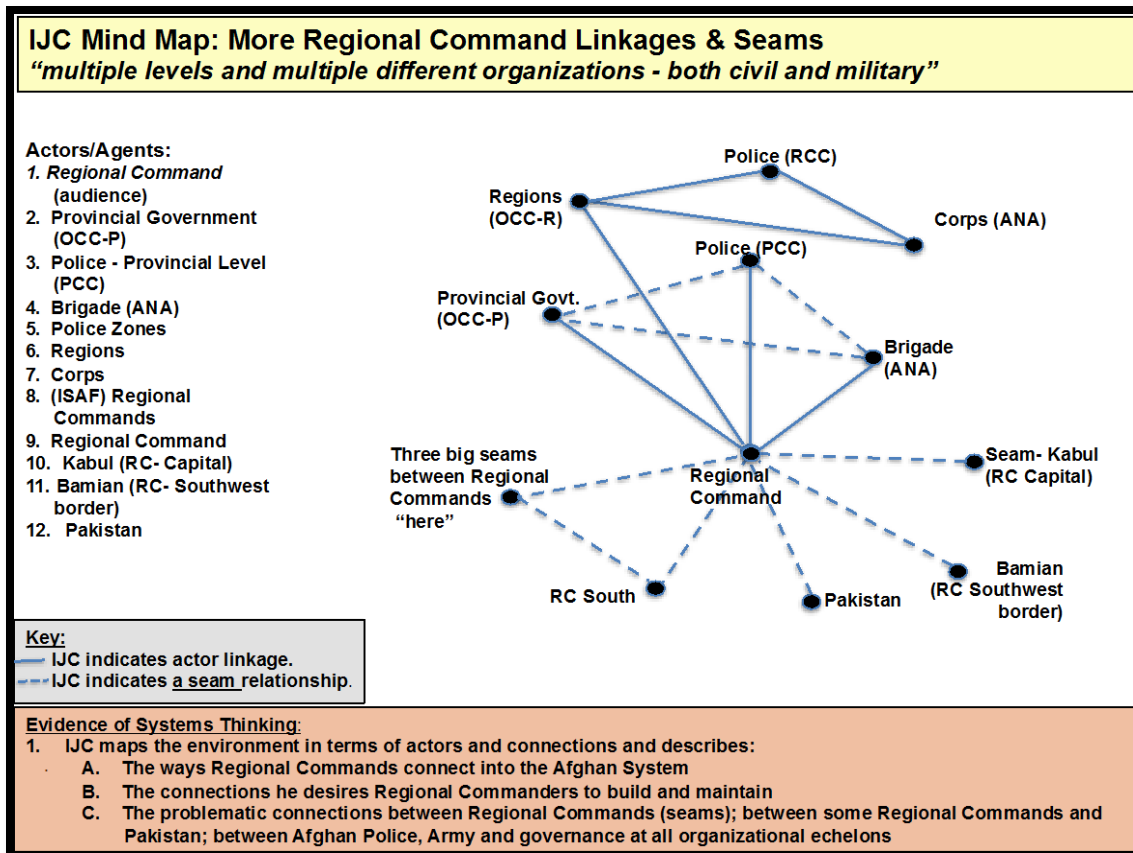 IJC Mind Map: More Regional Command Linkages & Seams
“multiple levels and multiple different organizations - both civil and military”
Actors/Agents:
1. Regional Command
(audience)
2. Provincial Government
(OCC-P)
3. Police - Provincial Level
(PCC)
4. Brigade (ANA)
5. Police Zones
6. Regions
7. Corps
8. (ISAF) Regional
Commands
9. Regional Command
10. Kabul (RC- Capital)
11. Bamian (RC- Southwest
border)
12. Pakistan
Police (RCC)
Regions
(OCC-R)
Corps (ANA)
Police (PCC)
Provincial Govt.
(OCC-P)
Brigade
(ANA)
Three big seams
between Regional
Commands
“here”
Regional
Command
Seam- Kabul
(RC Capital)
RC South
Pakistan
Bamian
(RC Southwest
border)
Key:
IJC indicates actor linkage.
IJC indicates a seam relationship.
Evidence of Systems Thinking:
1. IJC maps the environment in terms of actors and connections and describes:
A. The ways Regional Commands connect into the Afghan System
B. The connections he desires Regional Commanders to build and maintain
C. The problematic connections between Regional Commands (seams); between some Regional Commands and
Pakistan; between Afghan Police, Army and governance at all organizational echelons